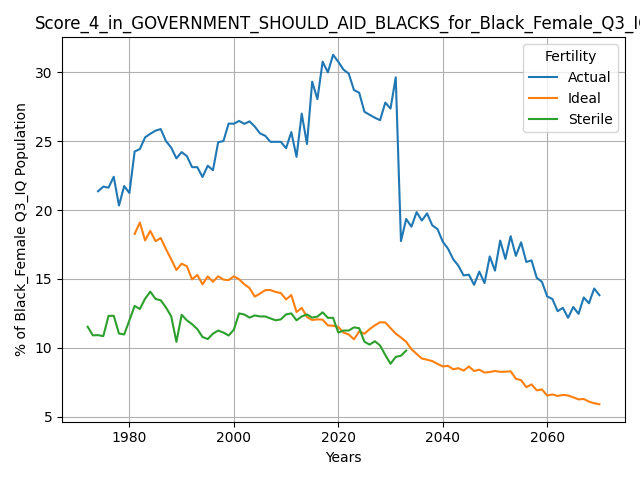 Score_4_in_GOVERNMENT_SHOULD_AID_BLACKS_for_Black_Female_Q3_IQ
Fertility
Actual
Ideal
Sterile
% of Black_Female Q3_IQ Population
30
25
20
15
10
5
1980
2000
2020
2040
2060
Years